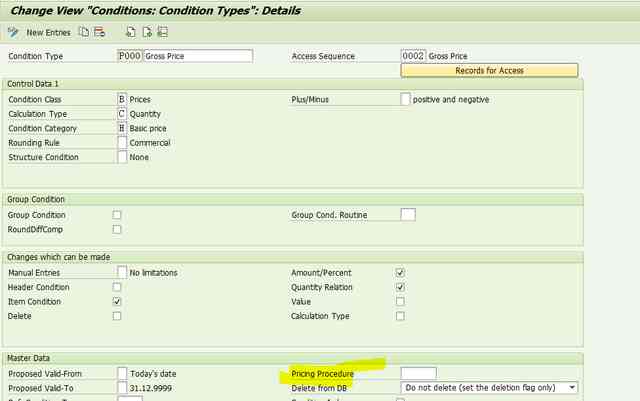 Change View "Conditions: Condition Types": Details
New Entries
Condition Type P000 Gross Price Access Sequence 0002 Gross Price
Records for Access
Control Data 1
Condition Class B Prices Plus/Minus positive and negative
Calculation Type C Quantity
Condition Category H Basic price
Rounding Rule Commercial
Structure Condition None
Group Condition
Group Condition Group Cond. Routine
RoundDiffComp
Changes which can be made
Manual Entries No limitations Amount/Percent
Header Condition Quantity Relation
Item Condition Value
Delete Calculation Type
Master Data
Proposed Valid-From Today's date Pricing Procedure
Proposed Valid-To 31.12.9999 Delete from DB Do not delete (set the deletion flag only)